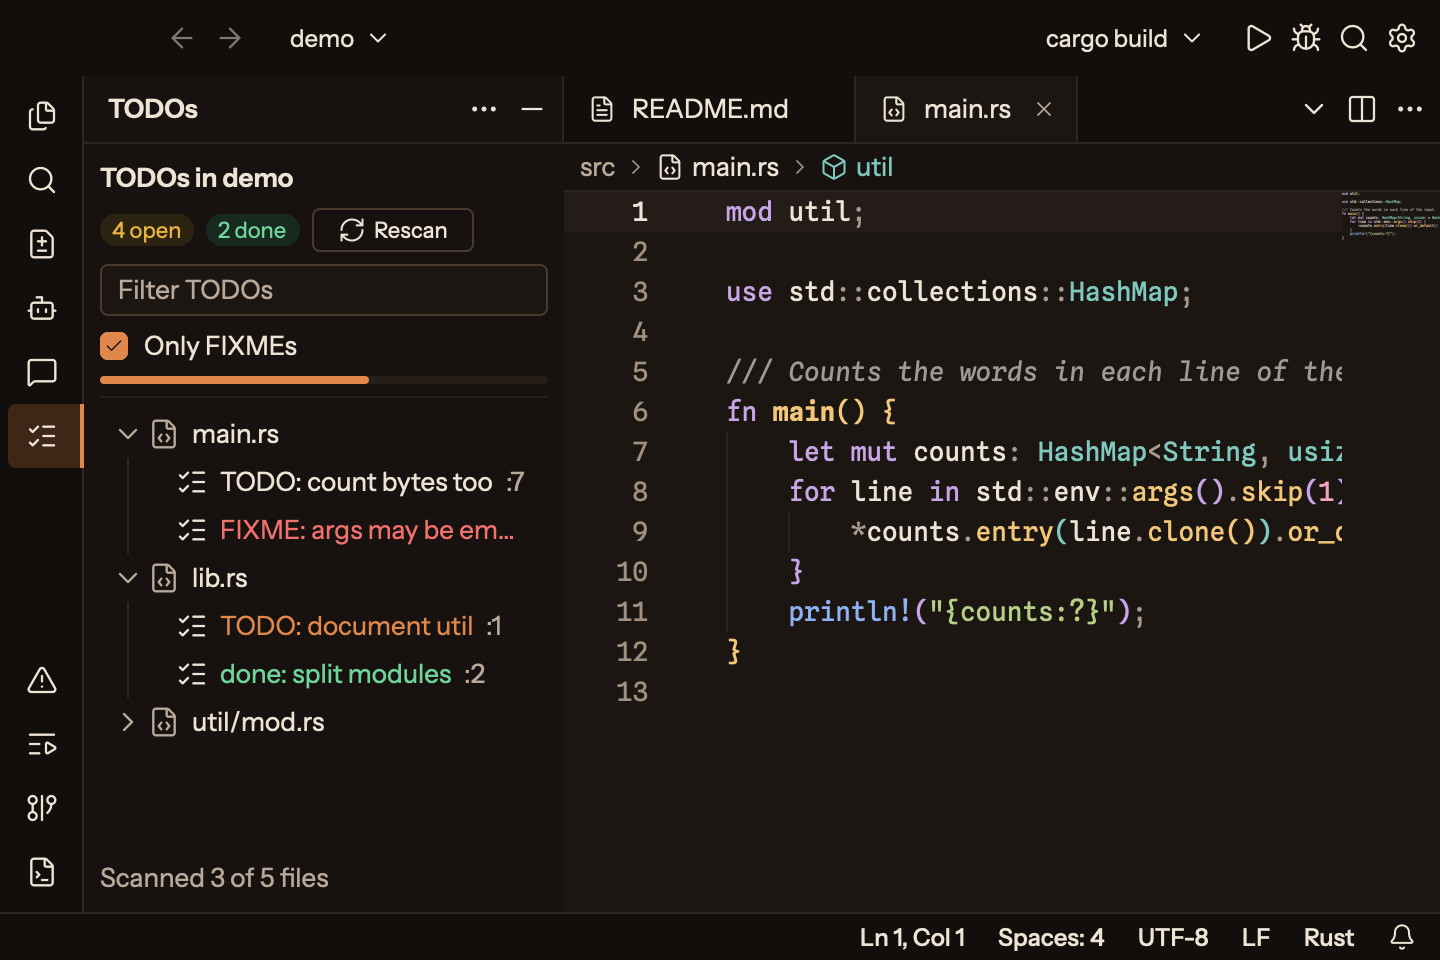 demo
cargo build
TODOs
README.md
main.rs
TODOs in demo
4 open
2 done
Rescan
Filter TODOs
Only FIXMEs
main.rs
TODO: count bytes too :7
FIXME: args may be em...
lib.rs
TODO: document util :1
done: split modules :2
util/mod.rs
Scanned 3 of 5 files
src > main.rs > util
1 mod util;
2
3 use std::collections::HashMap;
4
5 /// Counts the words in each line of the
6 fn main() {
7 let mut counts: HashMap<String, usiz
8 for line in std::env::args().skip(1)
9 *counts.entry(line.clone()).or_d
10 }
11 println!("{counts:?}");
12 }
13
Ln 1, Col 1
Spaces: 4
UTF-8
LF
Rust